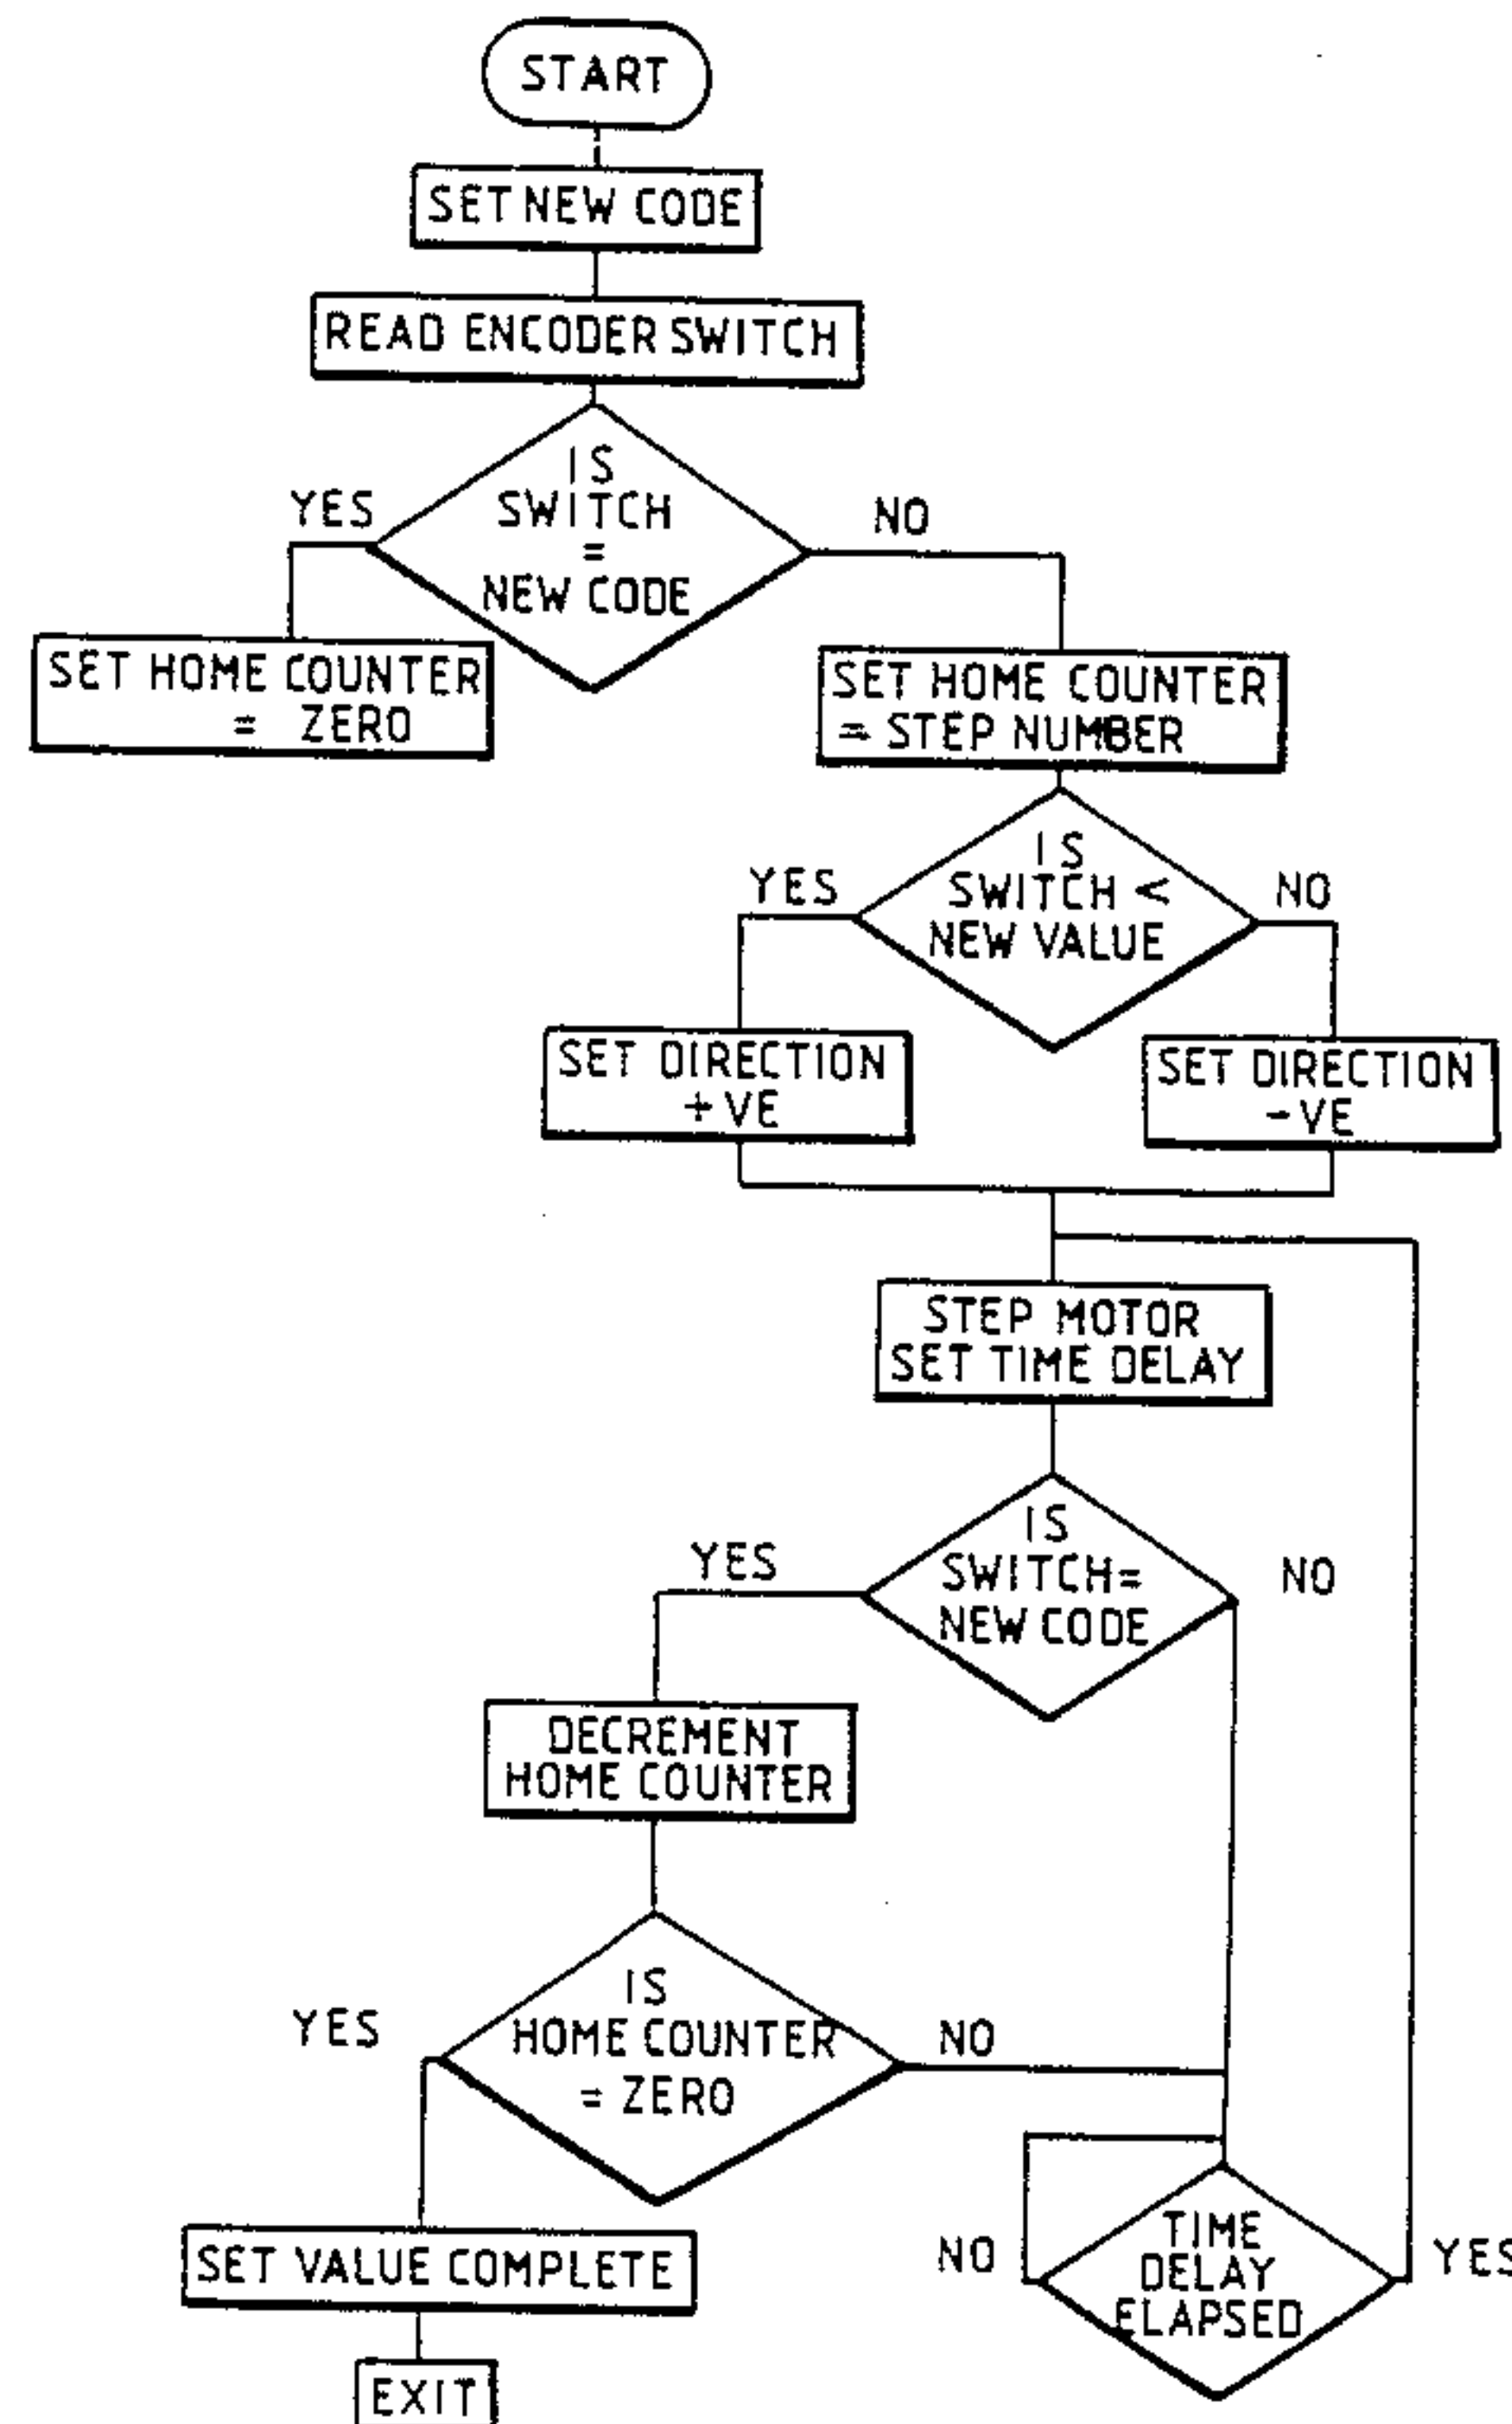 START
SET NEW CODE
READ ENCODER SWITCH
IS
SWITCH
=
NEW CODE
YES
NO
SET HOME COUNTER
= ZERO
SET HOME COUNTER
= STEP NUMBER
IS
SWITCH <
NEW VALUE
YES
NO
SET DIRECTION
+VE
SET DIRECTION
-VE
STEP MOTOR
SET TIME DELAY
IS
SWITCH=
NEW CODE
YES
NO
DECREMENT
HOME COUNTER
IS
HOME COUNTER
= ZERO
YES
NO
SET VALUE COMPLETE
TIME
DELAY
ELAPSED
NO
YES
EXIT